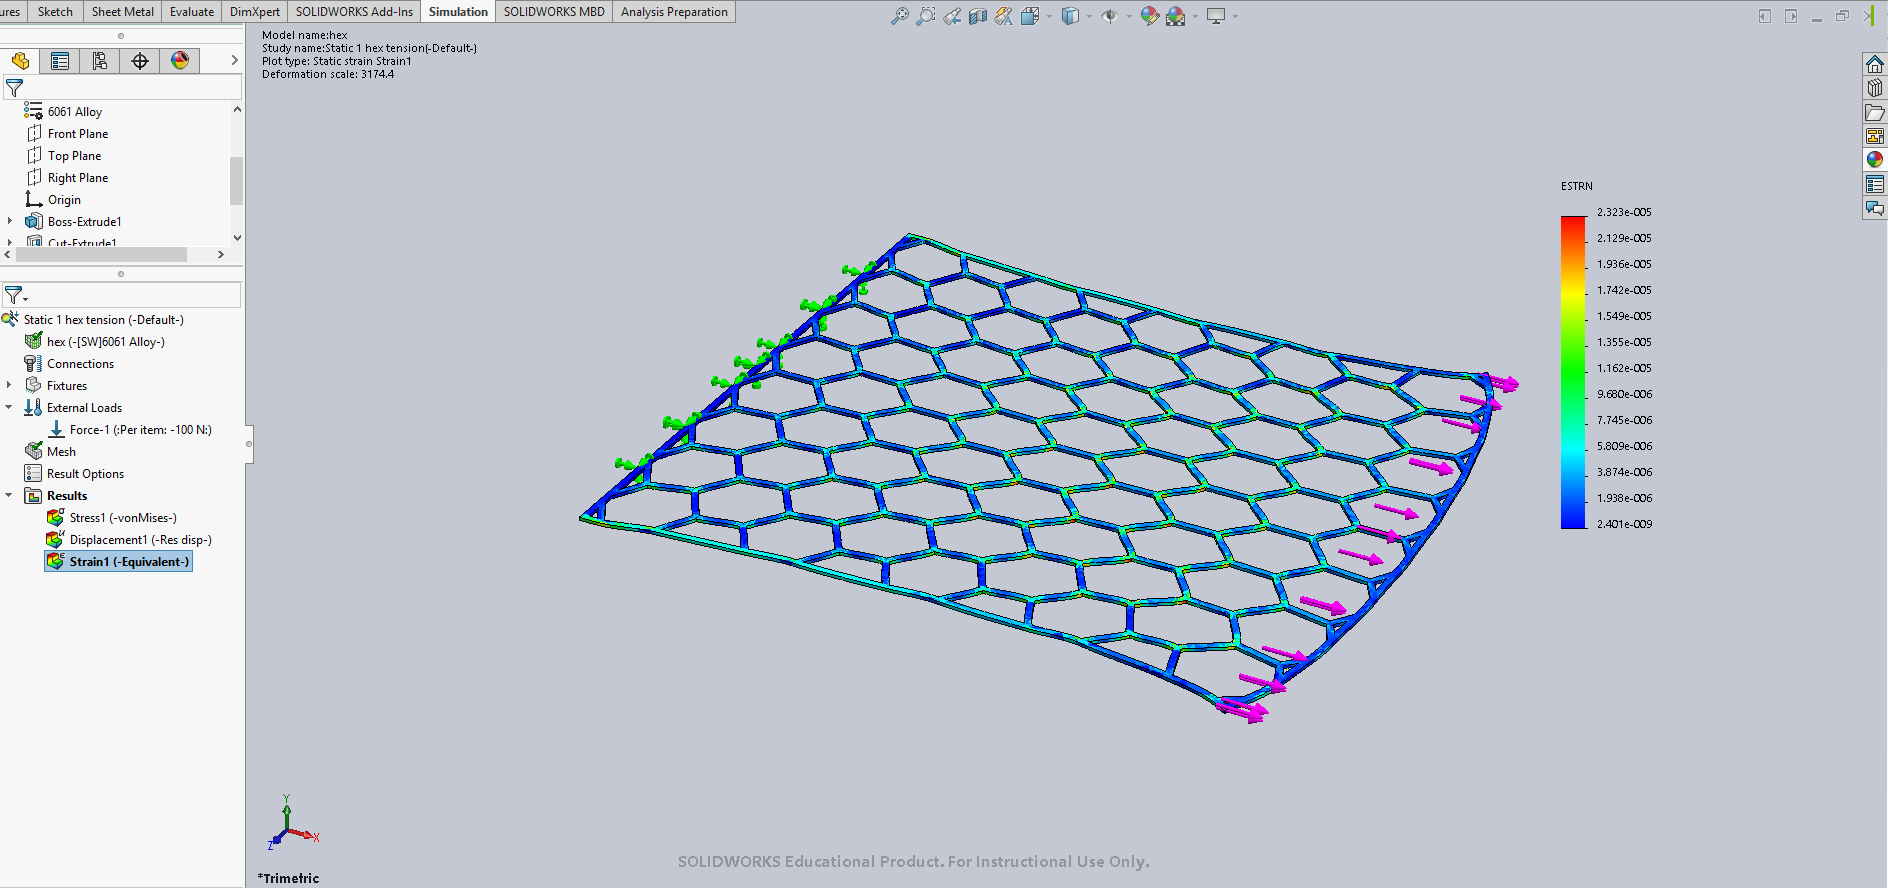 ures Sketch Sheet Metal Evaluate DimXpert SOLIDWORKS Add-Ins Simulation SOLIDWORKS MBD Analysis Preparation
Model name:hex
Study name:Static 1 hex tension(-Default-)
Plot type: Static strain Strain1
Deformation scale: 3174.4
6061 Alloy
Front Plane
Top Plane
Right Plane
Origin
Boss-Extrude1
Cut-Extrude1
Static 1 hex tension (-Default-)
hex (-[SW]6061 Alloy-)
Connections
Fixtures
External Loads
Force-1 (:Per item: -100 N:)
Mesh
Result Options
Results
Stress1 (-vonMises-)
Displacement1 (-Res disp-)
Strain1 (-Equivalent-)
ESTRN
2.323e-005
2.129e-005
1.936e-005
1.742e-005
1.549e-005
1.355e-005
1.162e-005
9.680e-006
7.745e-006
5.809e-006
3.874e-006
1.938e-006
2.401e-009
Y
X
Z
SOLIDWORKS Educational Product. For Instructional Use Only.
*Trimetric